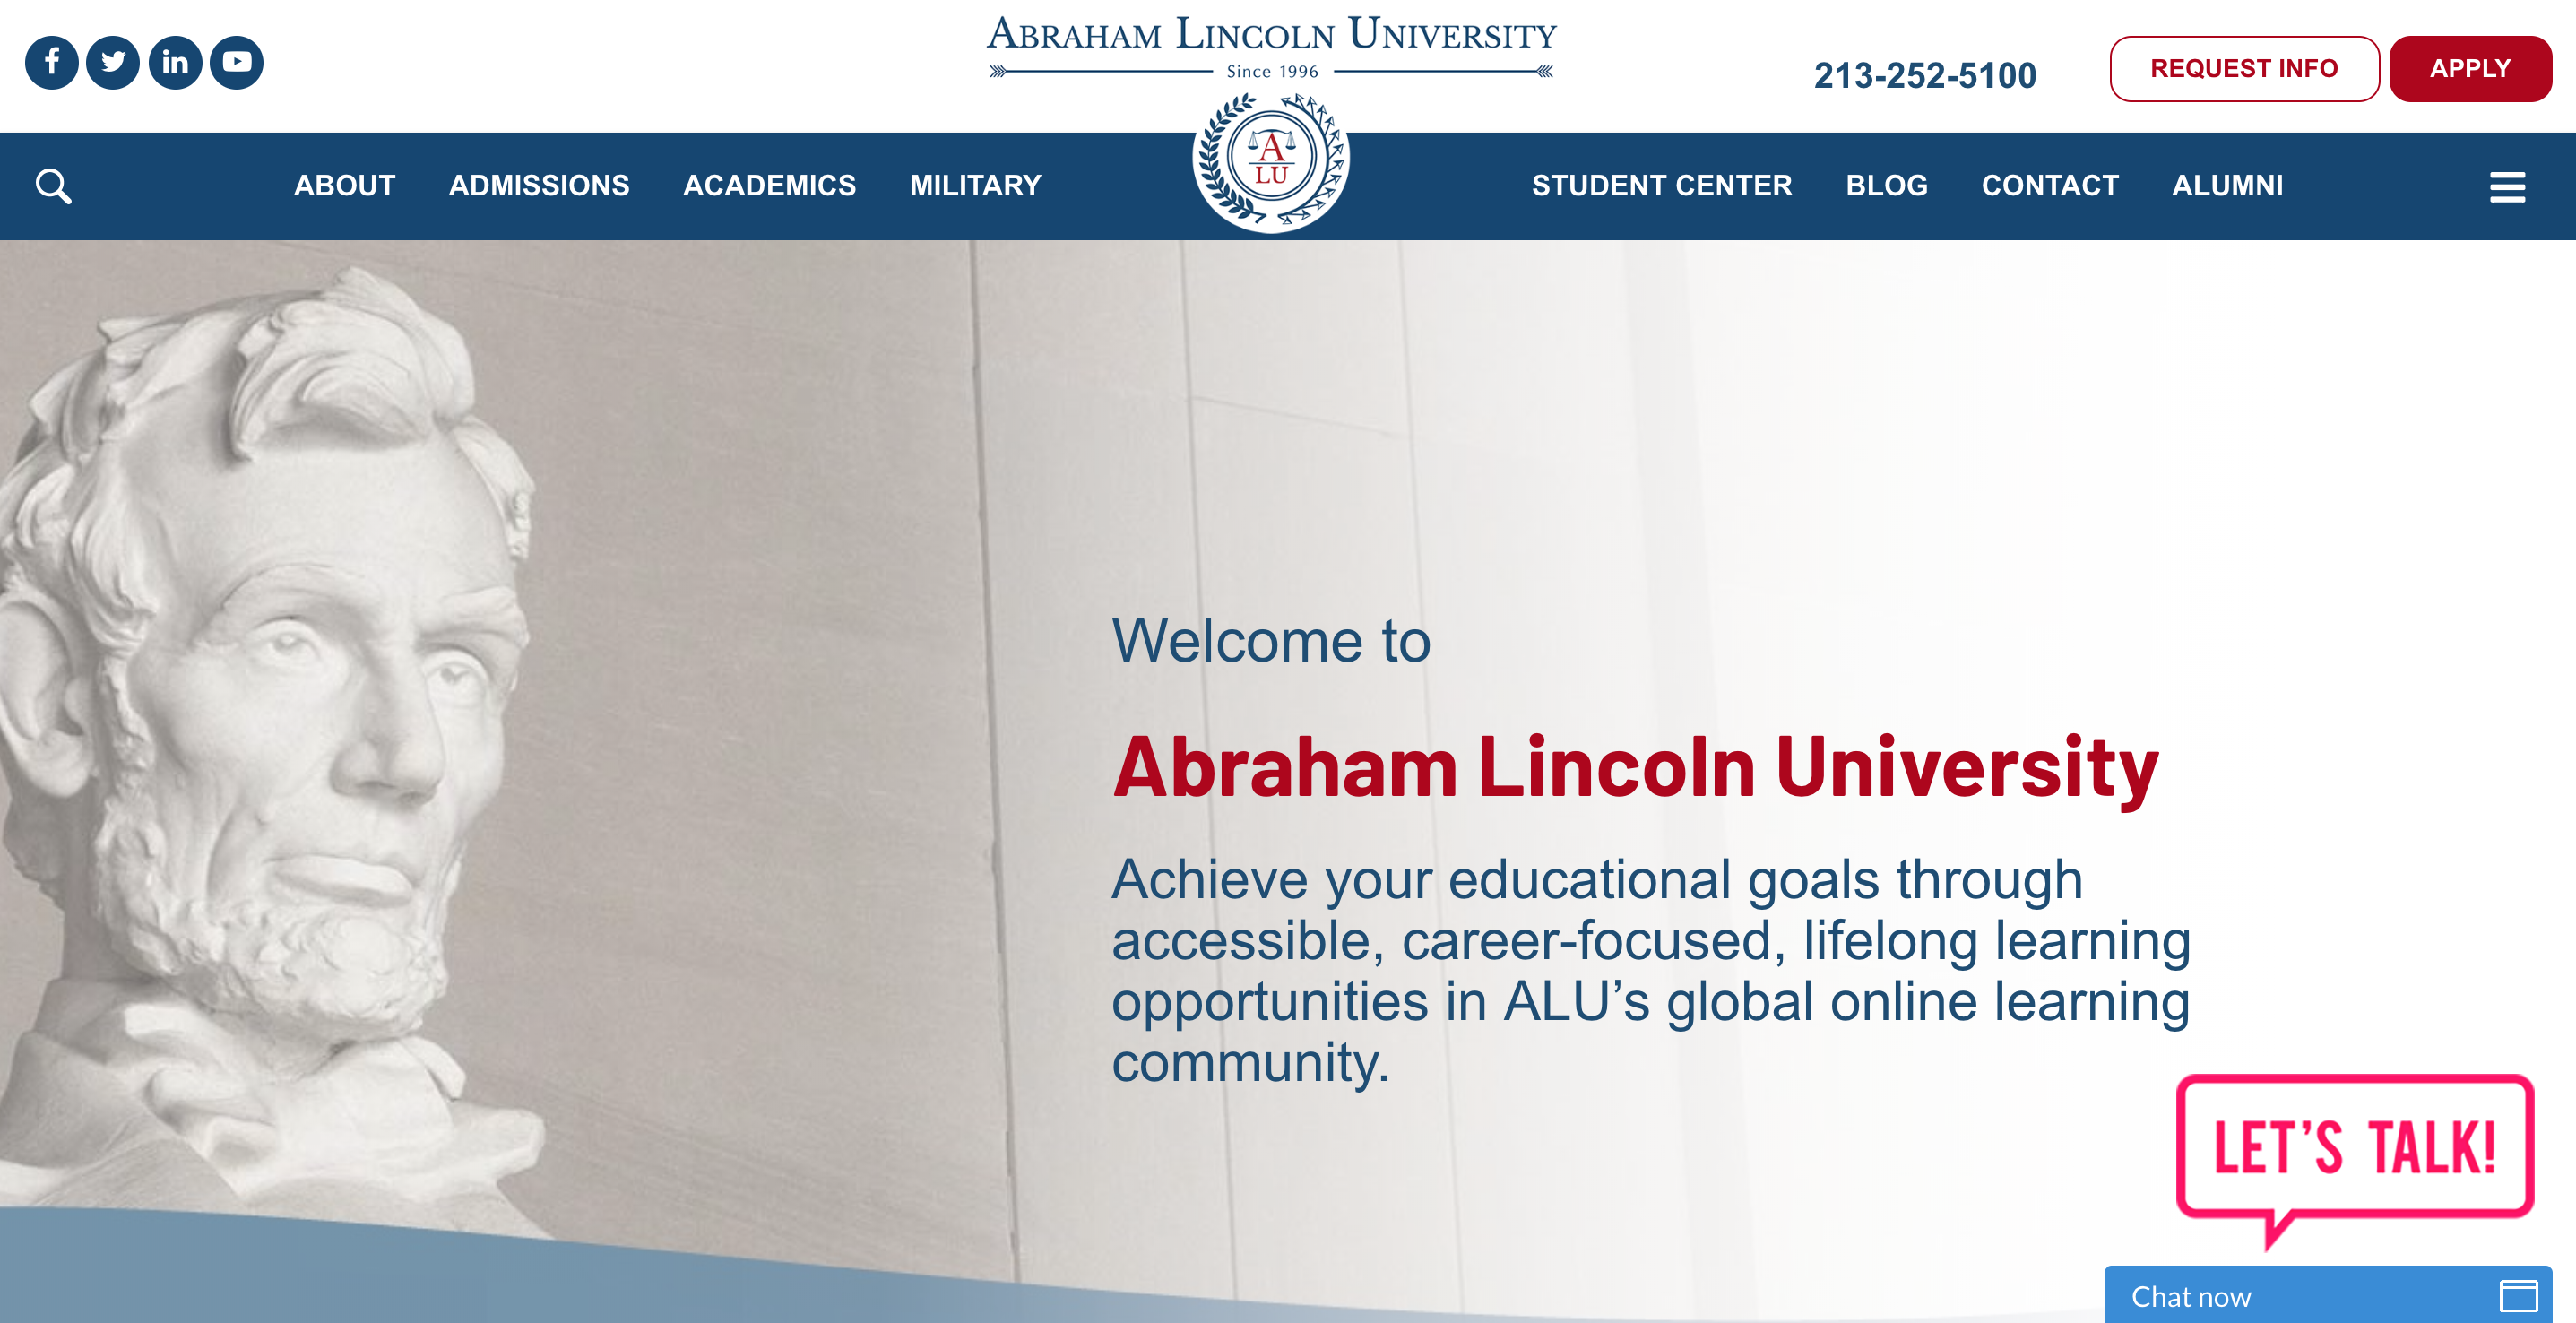 ABRAHAM LINCOLN UNIVERSITY
Since 1996
213-252-5100
REQUEST INFO
APPLY
ABOUT
ADMISSIONS
ACADEMICS
MILITARY
A
LU
STUDENT CENTER
BLOG
CONTACT
ALUMNI
Welcome to
Abraham Lincoln University
Achieve your educational goals through
accessible, career-focused, lifelong learning
opportunities in ALU’s global online learning
community.
LET’S TALK!
Chat now